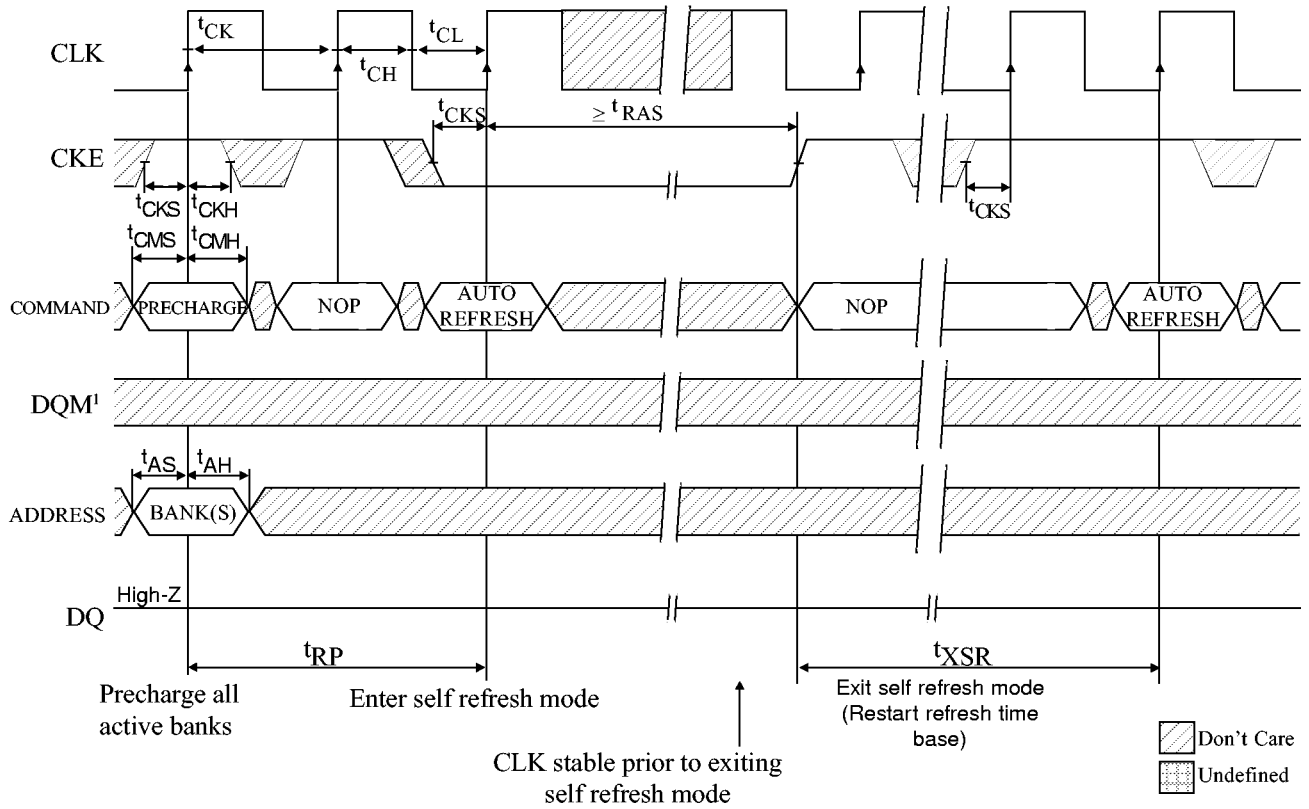 tCK
tCL
CLK
tCH
tCKS
≥ tRAS
CKE
tCKS
tCKH
tCKS
tCMS
tCMH
COMMAND
PRECHARGE
NOP
AUTO
REFRESH
NOP
AUTO
REFRESH
DQM¹
tAS
tAH
ADDRESS
BANK(S)
High-Z
DQ
tRP
tXSR
Precharge all
active banks
Enter self refresh mode
Exit self refresh mode
(Restart refresh time
base)
CLK stable prior to exiting
self refresh mode
Don't Care
Undefined